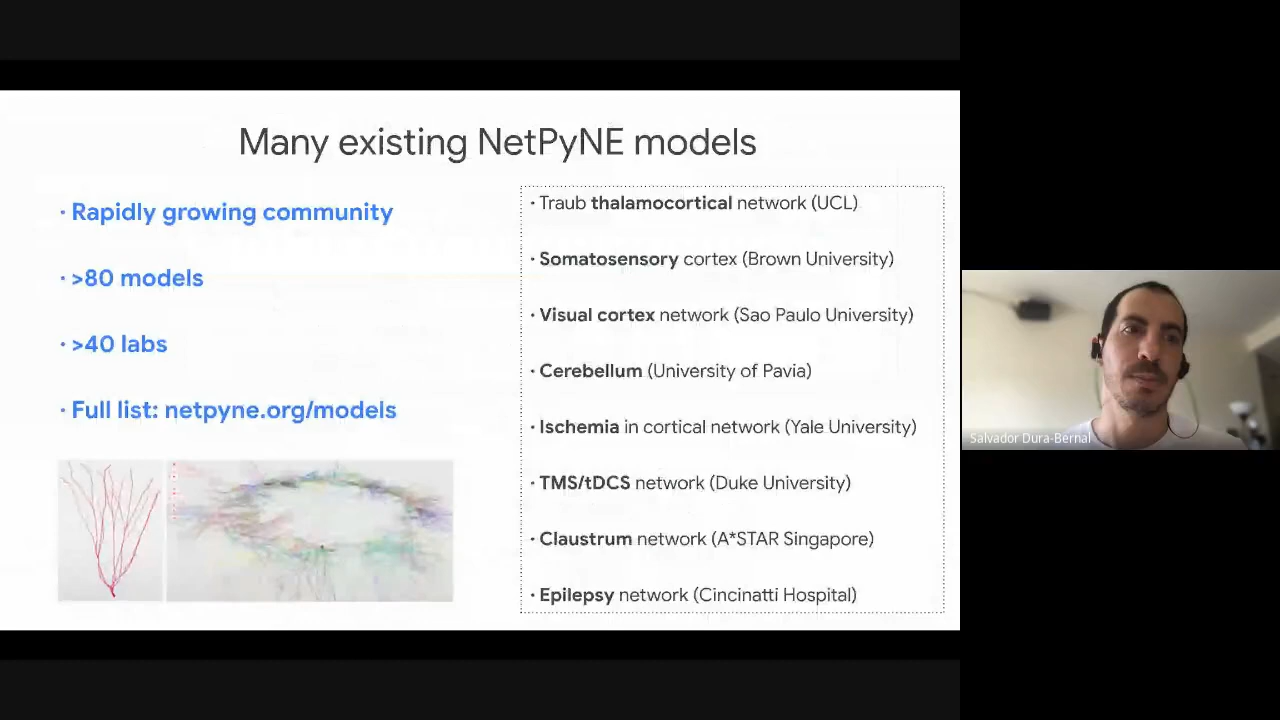 Many existing NetPyNE models
· Rapidly growing community
· >80 models
· >40 labs
· Full list: netpyne.org/models
· Traub thalamocortical network (UCL)
· Somatosensory cortex (Brown University)
· Visual cortex network (Sao Paulo University)
· Cerebellum (University of Pavia)
· Ischemia in cortical network (Yale University)
· TMS/tDCS network (Duke University)
· Claustrum network (A*STAR Singapore)
· Epilepsy network (Cincinatti Hospital)
Salvador Dura-Bernal